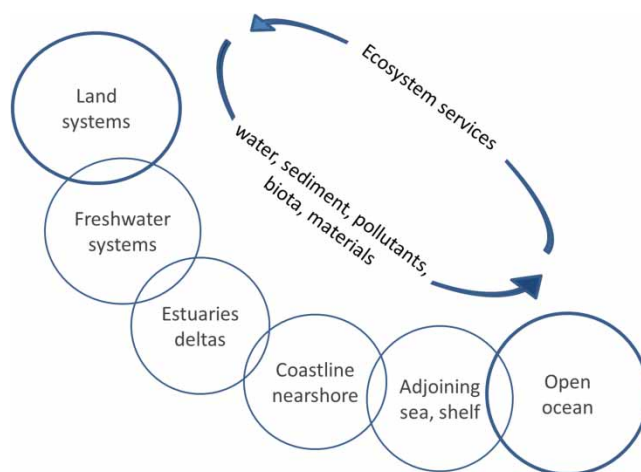 Ecosystem services
Land
systems
water, sediment, pollutants,
biota, materials
Freshwater
systems
Estuaries
deltas
Coastline
nearshore
Adjoining
sea, shelf
Open
ocean